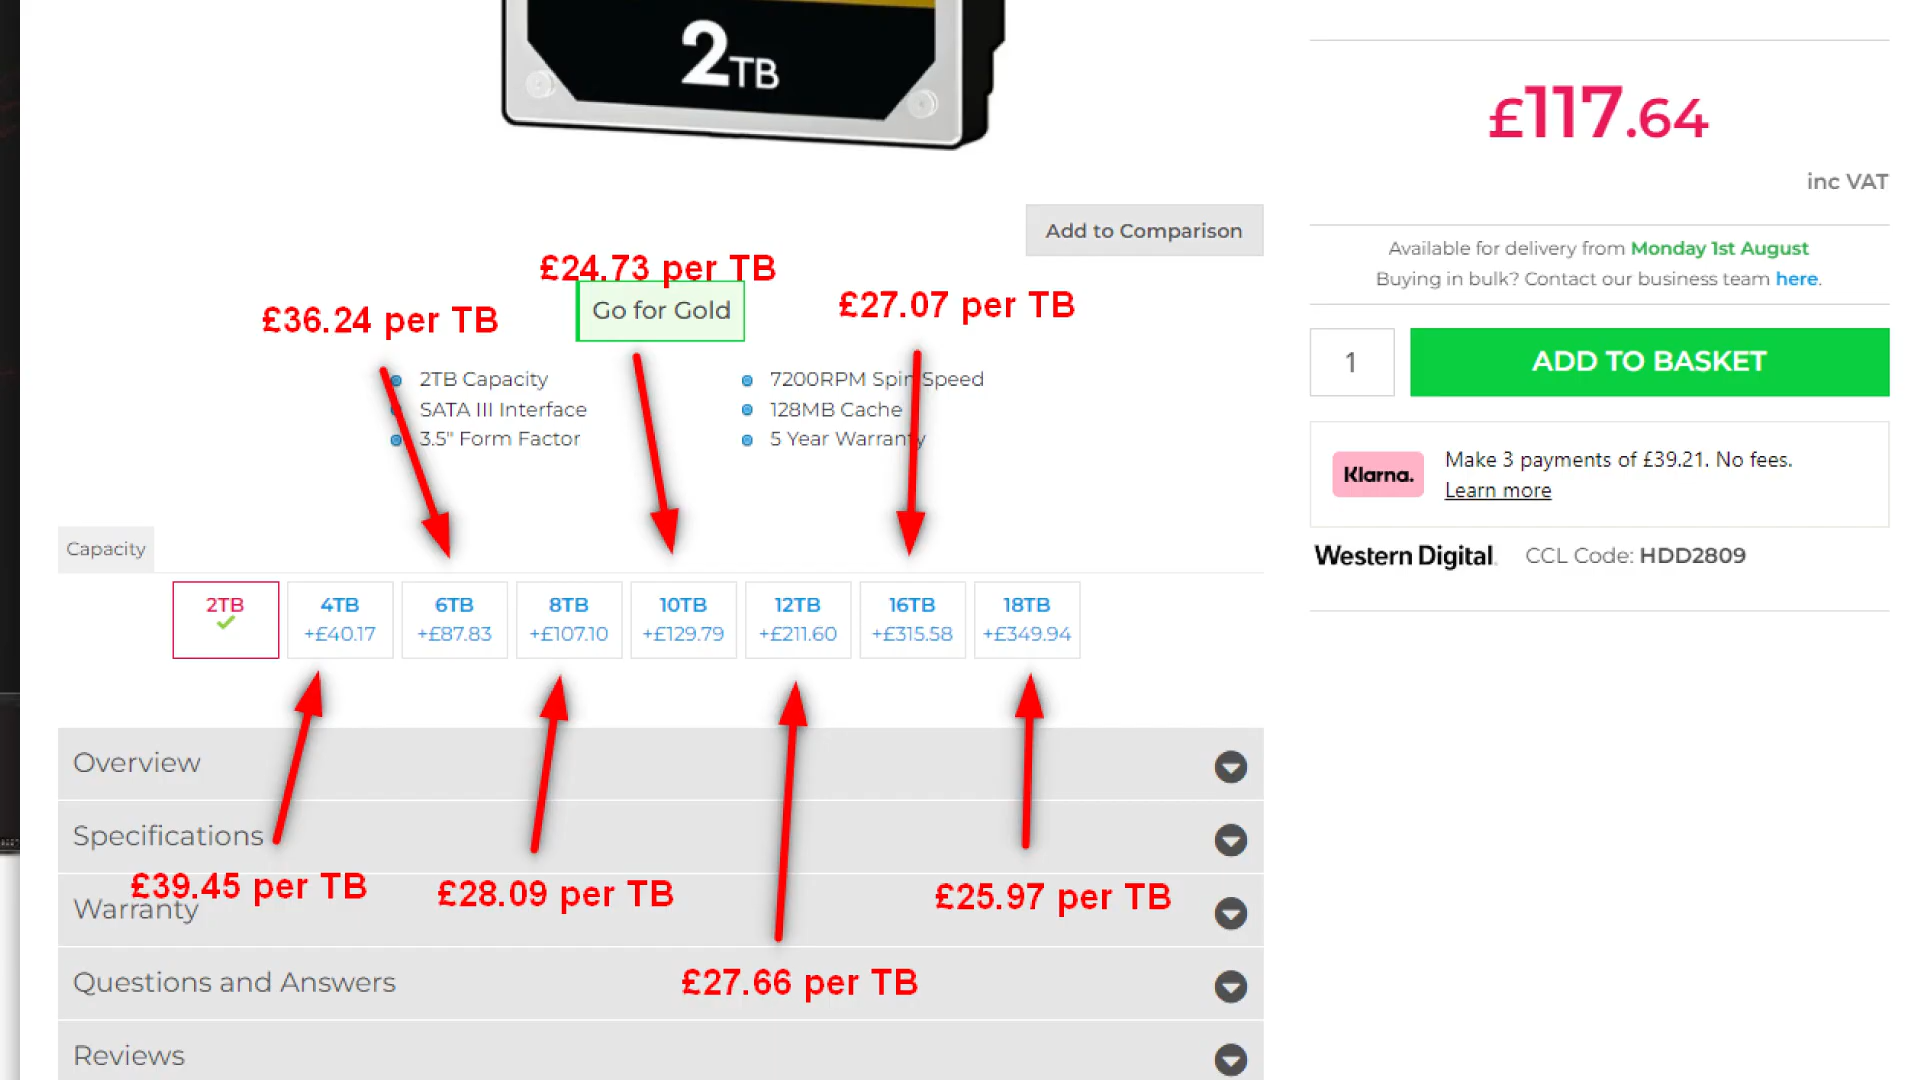 2TB
£117.64
inc VAT
Add to Comparison
Available for delivery from Monday 1st August
Buying in bulk? Contact our business team here.
£24.73 per TB
£36.24 per TB
Go for Gold
£27.07 per TB
1
ADD TO BASKET
2TB Capacity
SATA III Interface
3.5" Form Factor
7200RPM Spin Speed
128MB Cache
5 Year Warranty
Klarna.
Make 3 payments of £39.21. No fees.
Learn more
Western Digital.
CCL Code: HDD2809
Capacity
2TB
4TB
+£40.17
6TB
+£87.83
8TB
+£107.10
10TB
+£129.79
12TB
+£211.60
16TB
+£315.58
18TB
+£349.94
Overview
Specifications
£39.45 per TB
£28.09 per TB
£25.97 per TB
Warranty
Questions and Answers
£27.66 per TB
Reviews